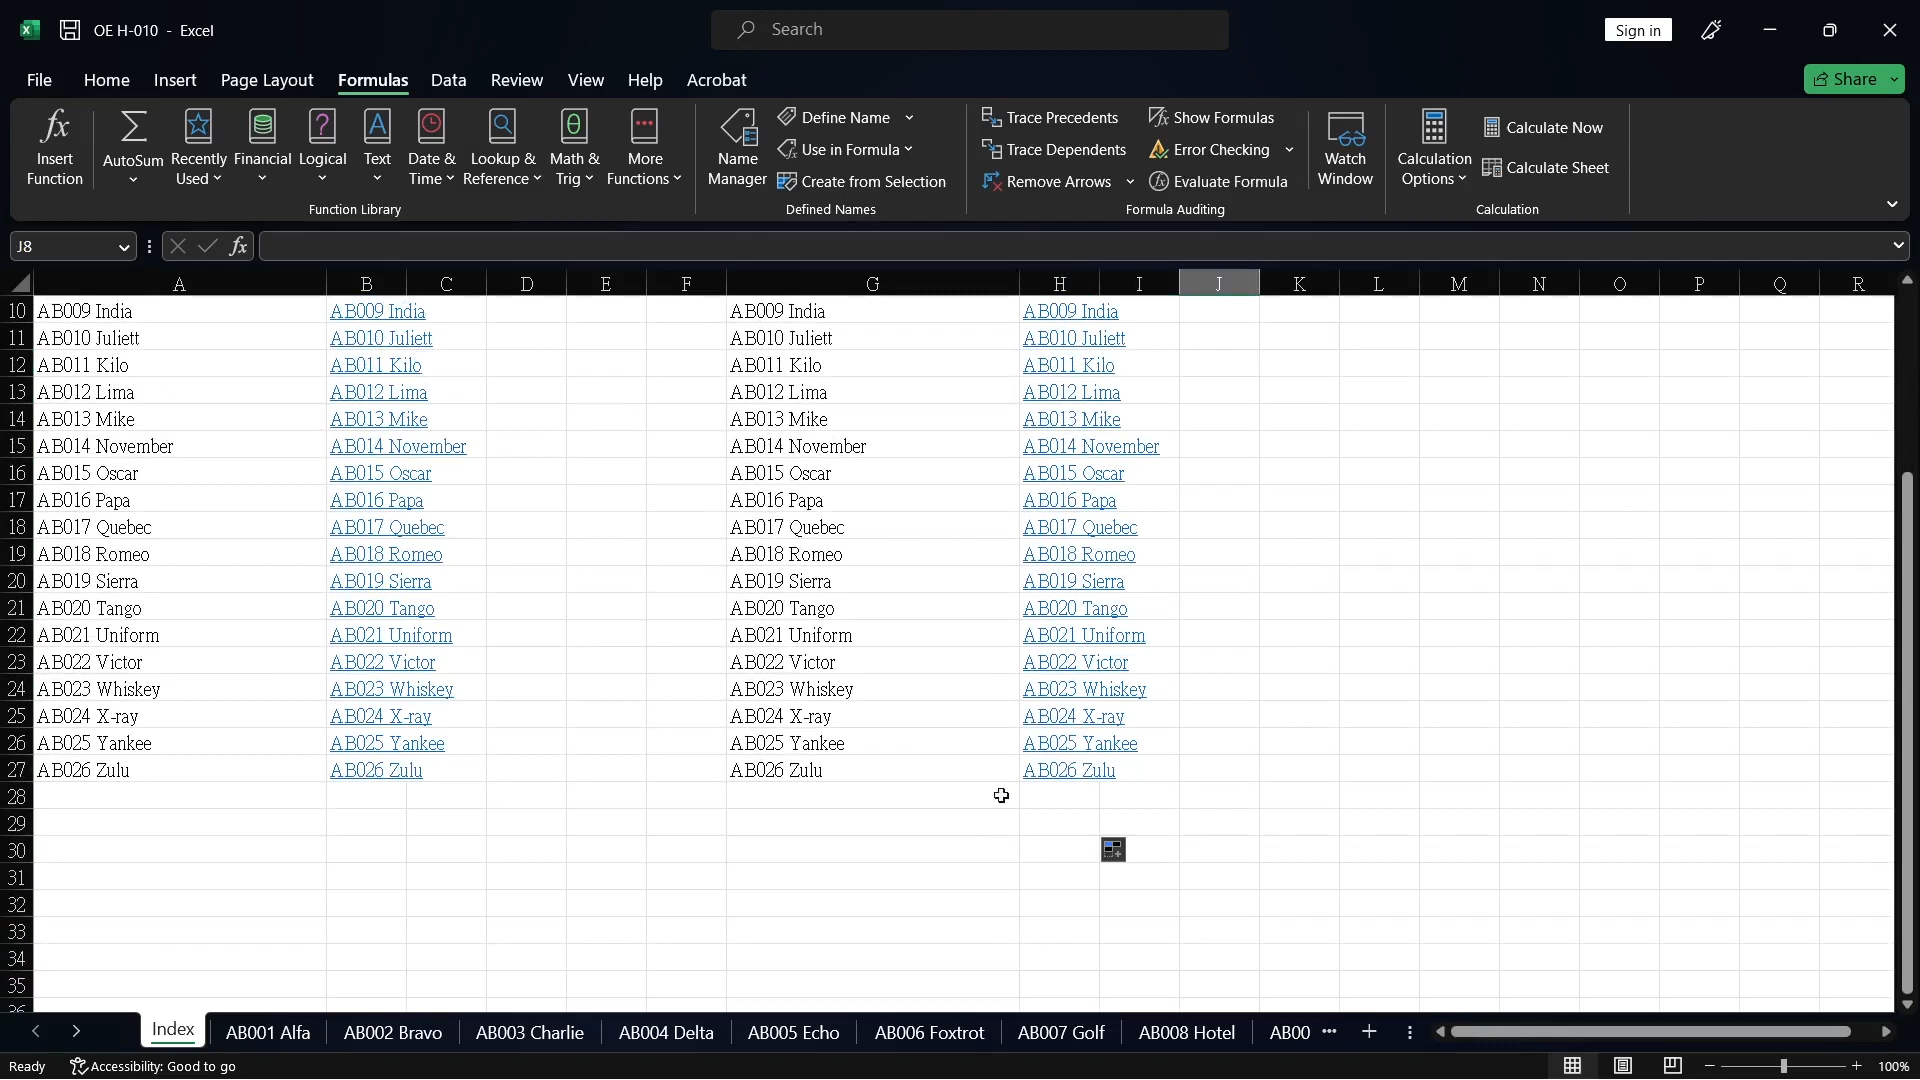 OE H-010 - Excel
Search
Sign in
File Home Insert Page Layout Formulas Data Review View Help Acrobat
Share
Insert Function
AutoSum
Recently Used
Financial
Logical
Text
Date & Time
Lookup & Reference
Math & Trig
More Functions
Function Library
Name Manager
Define Name
Use in Formula
Create from Selection
Defined Names
Trace Precedents
Trace Dependents
Remove Arrows
Show Formulas
Error Checking
Evaluate Formula
Formula Auditing
Watch Window
Calculation Options
Calculate Now
Calculate Sheet
Calculation
J8 fx
A B C D E F G H I J K L M N O P Q R
10 AB009 India AB009 India AB009 India AB009 India
11 AB010 Juliett AB010 Juliett AB010 Juliett AB010 Juliett
12 AB011 Kilo AB011 Kilo AB011 Kilo AB011 Kilo
13 AB012 Lima AB012 Lima AB012 Lima AB012 Lima
14 AB013 Mike AB013 Mike AB013 Mike AB013 Mike
15 AB014 November AB014 November AB014 November AB014 November
16 AB015 Oscar AB015 Oscar AB015 Oscar AB015 Oscar
17 AB016 Papa AB016 Papa AB016 Papa AB016 Papa
18 AB017 Quebec AB017 Quebec AB017 Quebec AB017 Quebec
19 AB018 Romeo AB018 Romeo AB018 Romeo AB018 Romeo
20 AB019 Sierra AB019 Sierra AB019 Sierra AB019 Sierra
21 AB020 Tango AB020 Tango AB020 Tango AB020 Tango
22 AB021 Uniform AB021 Uniform AB021 Uniform AB021 Uniform
23 AB022 Victor AB022 Victor AB022 Victor AB022 Victor
24 AB023 Whiskey AB023 Whiskey AB023 Whiskey AB023 Whiskey
25 AB024 X-ray AB024 X-ray AB024 X-ray AB024 X-ray
26 AB025 Yankee AB025 Yankee AB025 Yankee AB025 Yankee
27 AB026 Zulu AB026 Zulu AB026 Zulu AB026 Zulu
28
29
30
31
32
33
34
35
Index AB001 Alfa AB002 Bravo AB003 Charlie AB004 Delta AB005 Echo AB006 Foxtrot AB007 Golf AB008 Hotel AB00 ...
Ready Accessibility: Good to go 100%